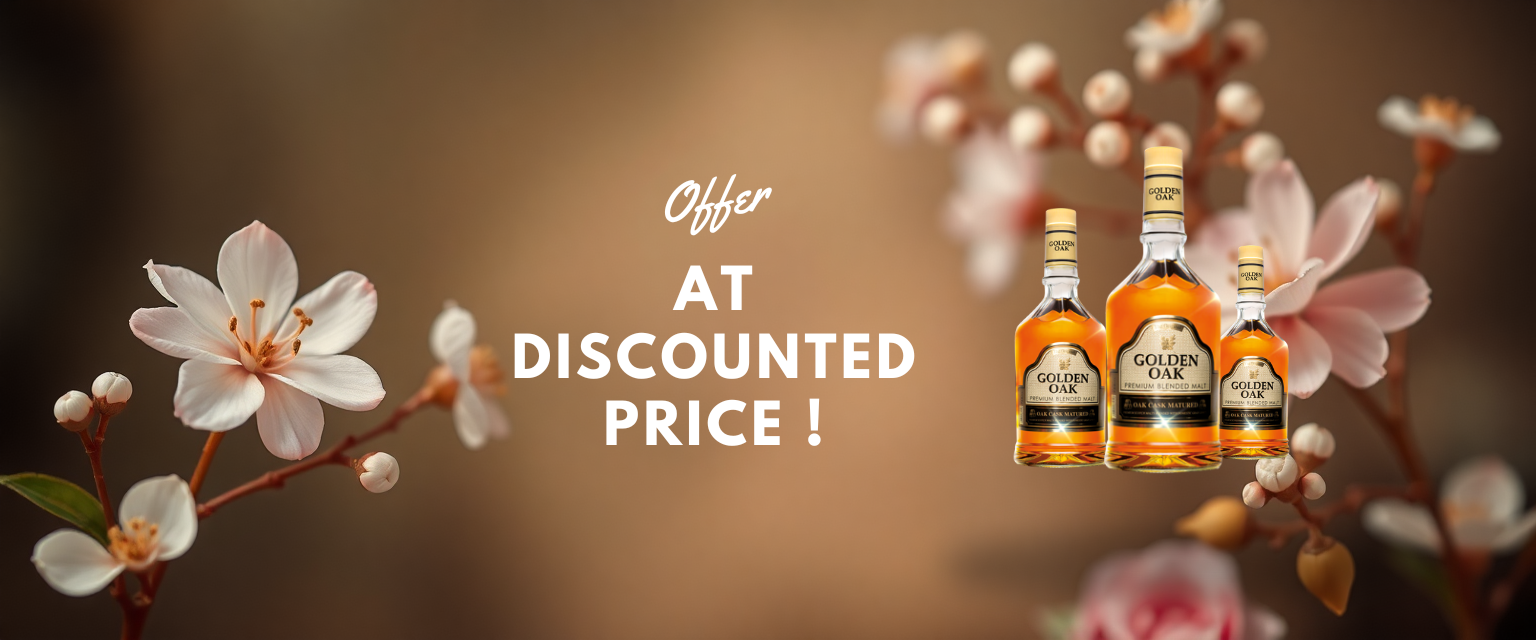 Offer
AT
DISCOUNTED
PRICE !
GOLDEN
OAK
GOLDEN
OAK
PREMIUM BLENDED MALT
OAK CASK MATURED
GOLDEN
OAK
GOLDEN
OAK
PREMIUM BLENDED MALT
OAK CASK MATURED
GOLDEN
OAK
GOLDEN
OAK
PREMIUM BLENDED MALT
OAK CASK MATURED